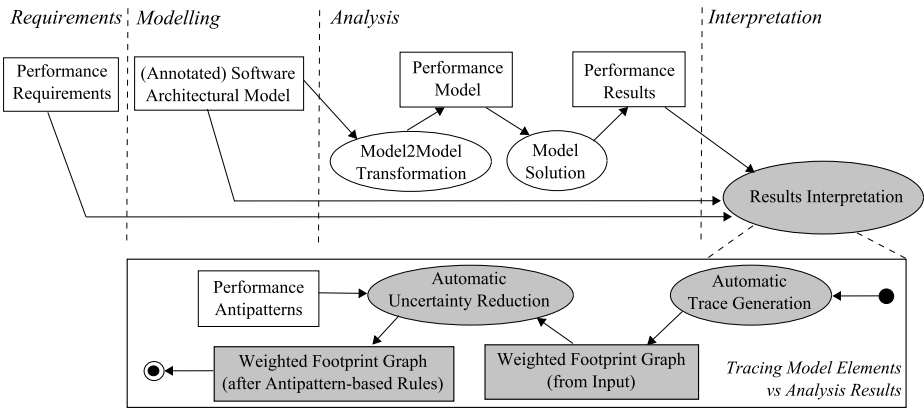 Requirements
Modelling
Analysis
Interpretation
Performance
Requirements
(Annotated) Software
Architectural Model
Performance
Model
Performance
Results
Model2Model
Transformation
Model
Solution
Results Interpretation
Performance
Antipatterns
Automatic
Uncertainty Reduction
Automatic
Trace Generation
Weighted Footprint Graph
(after Antipattern-based Rules)
Weighted Footprint Graph
(from Input)
Tracing Model Elements
vs Analysis Results